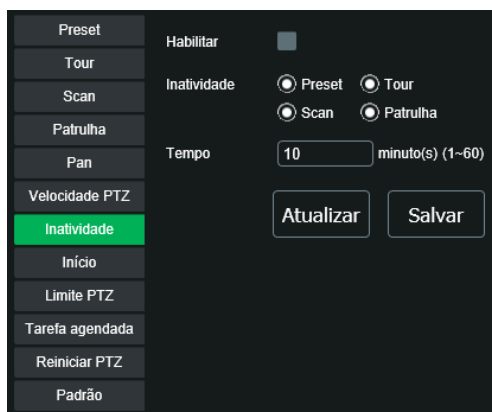 Preset
Tour
Scan
Patrulha
Pan
Velocidade PTZ
Inatividade
Início
Limite PTZ
Tarefa agendada
Reiniciar PTZ
Padrão
Habilitar
Inatividade Preset Tour
Scan Patrulha
Tempo 10 minuto(s) (1~60)
Atualizar Salvar